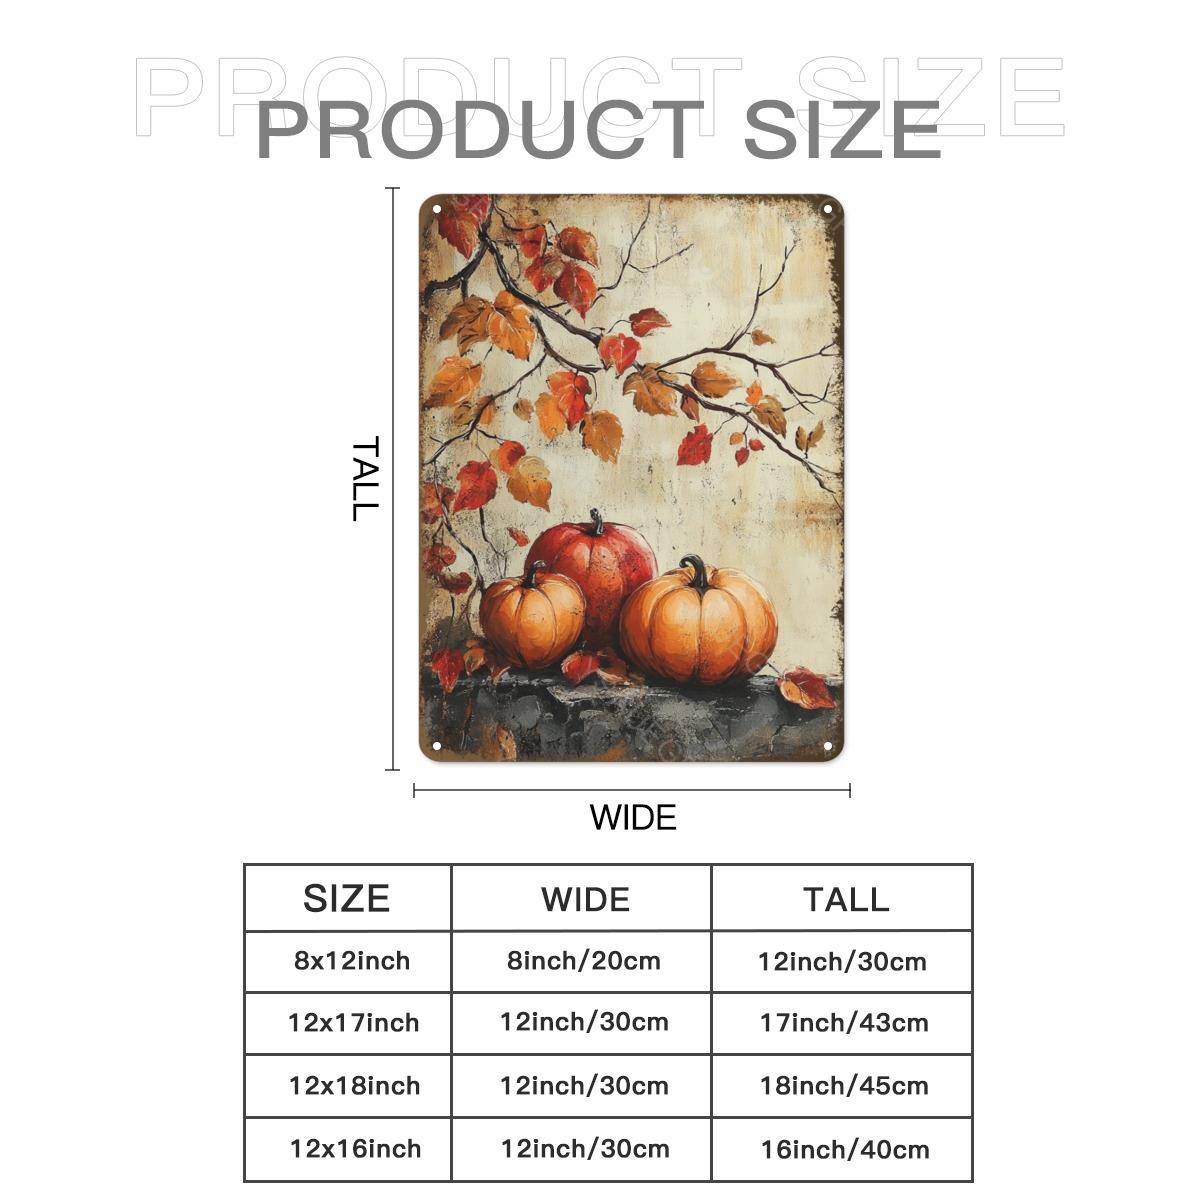 PRODUCT SIZE
PRODUCT SIZE
TALL
WIDE
SIZE WIDE TALL
8x12inch 8inch/20cm 12inch/30cm
12x17inch 12inch/30cm 17inch/43cm
12x18inch 12inch/30cm 18inch/45cm
12x16inch 12inch/30cm 16inch/40cm